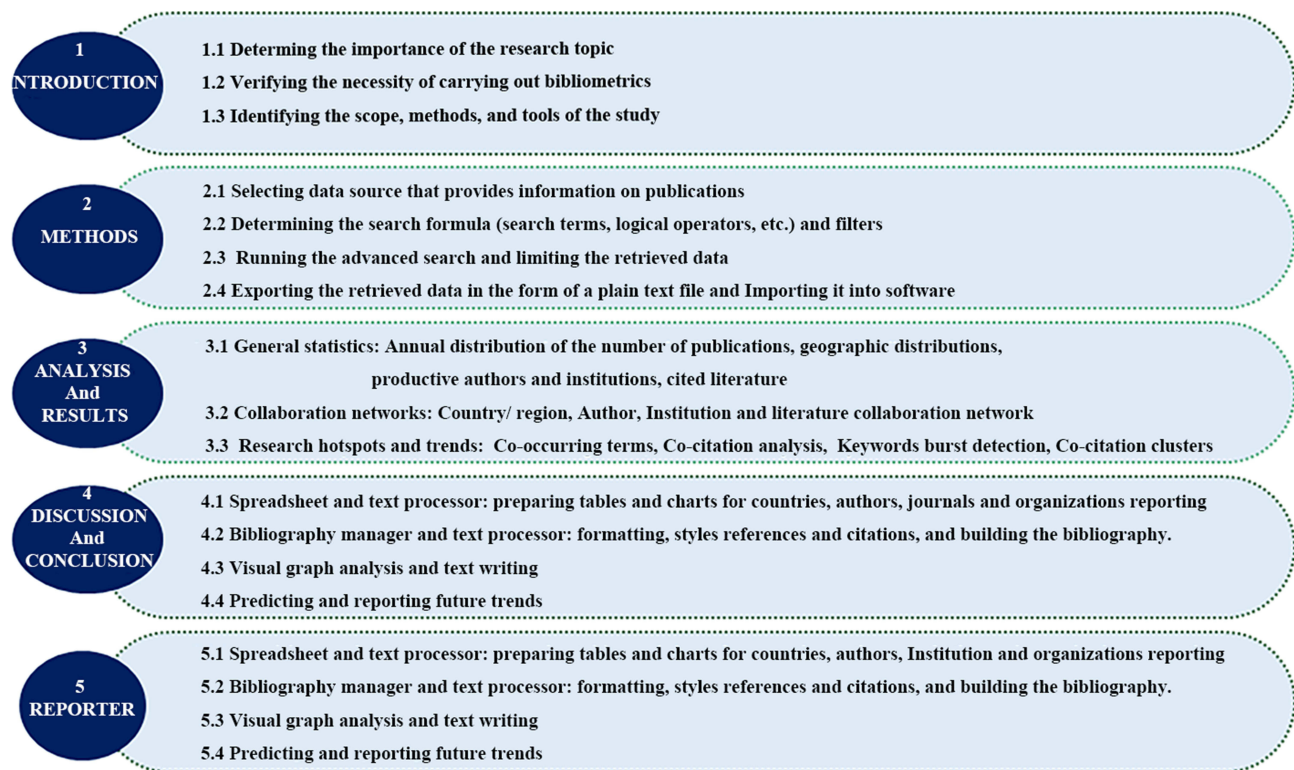 1
NTRODUCTION
1.1 Determing the importance of the research topic
1.2 Verifying the necessity of carrying out bibliometrics
1.3 Identifying the scope, methods, and tools of the study
2
METHODS
2.1 Selecting data source that provides information on publications
2.2 Determining the search formula (search terms, logical operators, etc.) and filters
2.3 Running the advanced search and limiting the retrieved data
2.4 Exporting the retrieved data in the form of a plain text file and Importing it into software
3
ANALYSIS
And
RESULTS
3.1 General statistics: Annual distribution of the number of publications, geographic distributions,
productive authors and institutions, cited literature
3.2 Collaboration networks: Country/ region, Author, Institution and literature collaboration network
3.3 Research hotspots and trends: Co-occurring terms, Co-citation analysis, Keywords burst detection, Co-citation clusters
4
DISCUSSION
And
CONCLUSION
4.1 Spreadsheet and text processor: preparing tables and charts for countries, authors, journals and organizations reporting
4.2 Bibliography manager and text processor: formatting, styles references and citations, and building the bibliography.
4.3 Visual graph analysis and text writing
4.4 Predicting and reporting future trends
5
REPORTER
5.1 Spreadsheet and text processor: preparing tables and charts for countries, authors, Institution and organizations reporting
5.2 Bibliography manager and text processor: formatting, styles references and citations, and building the bibliography.
5.3 Visual graph analysis and text writing
5.4 Predicting and reporting future trends